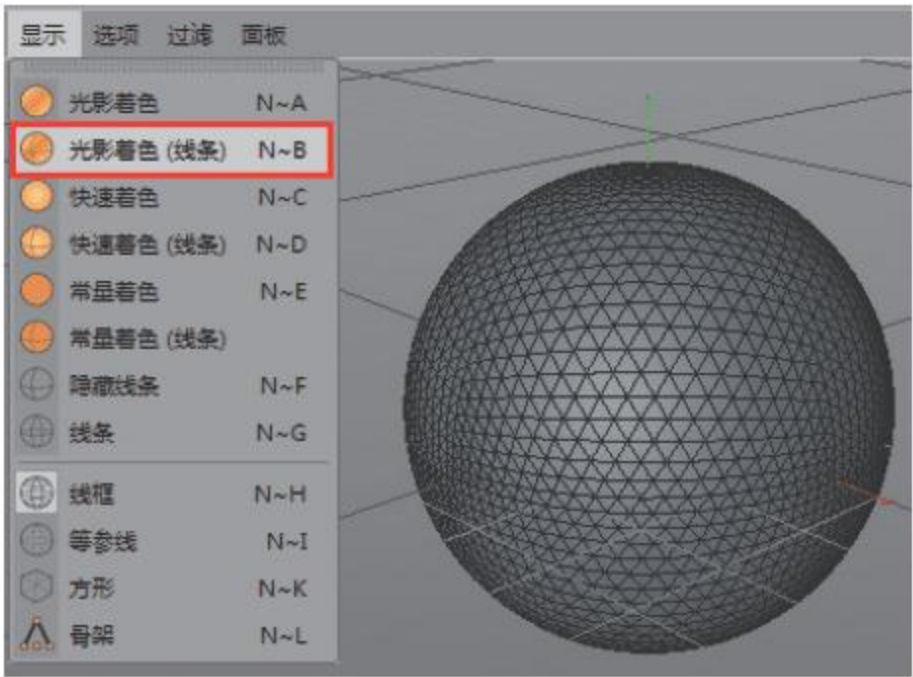 显示 选项 过滤 面板
光影着色 N~A
光影着色 (线条) N~B
快速着色 N~C
快速着色 (线条) N~D
常量着色 N~E
常量着色 (线条)
隐藏线条 N~F
线条 N~G
线框 N~H
等参线 N~I
方形 N~K
骨架 N~L